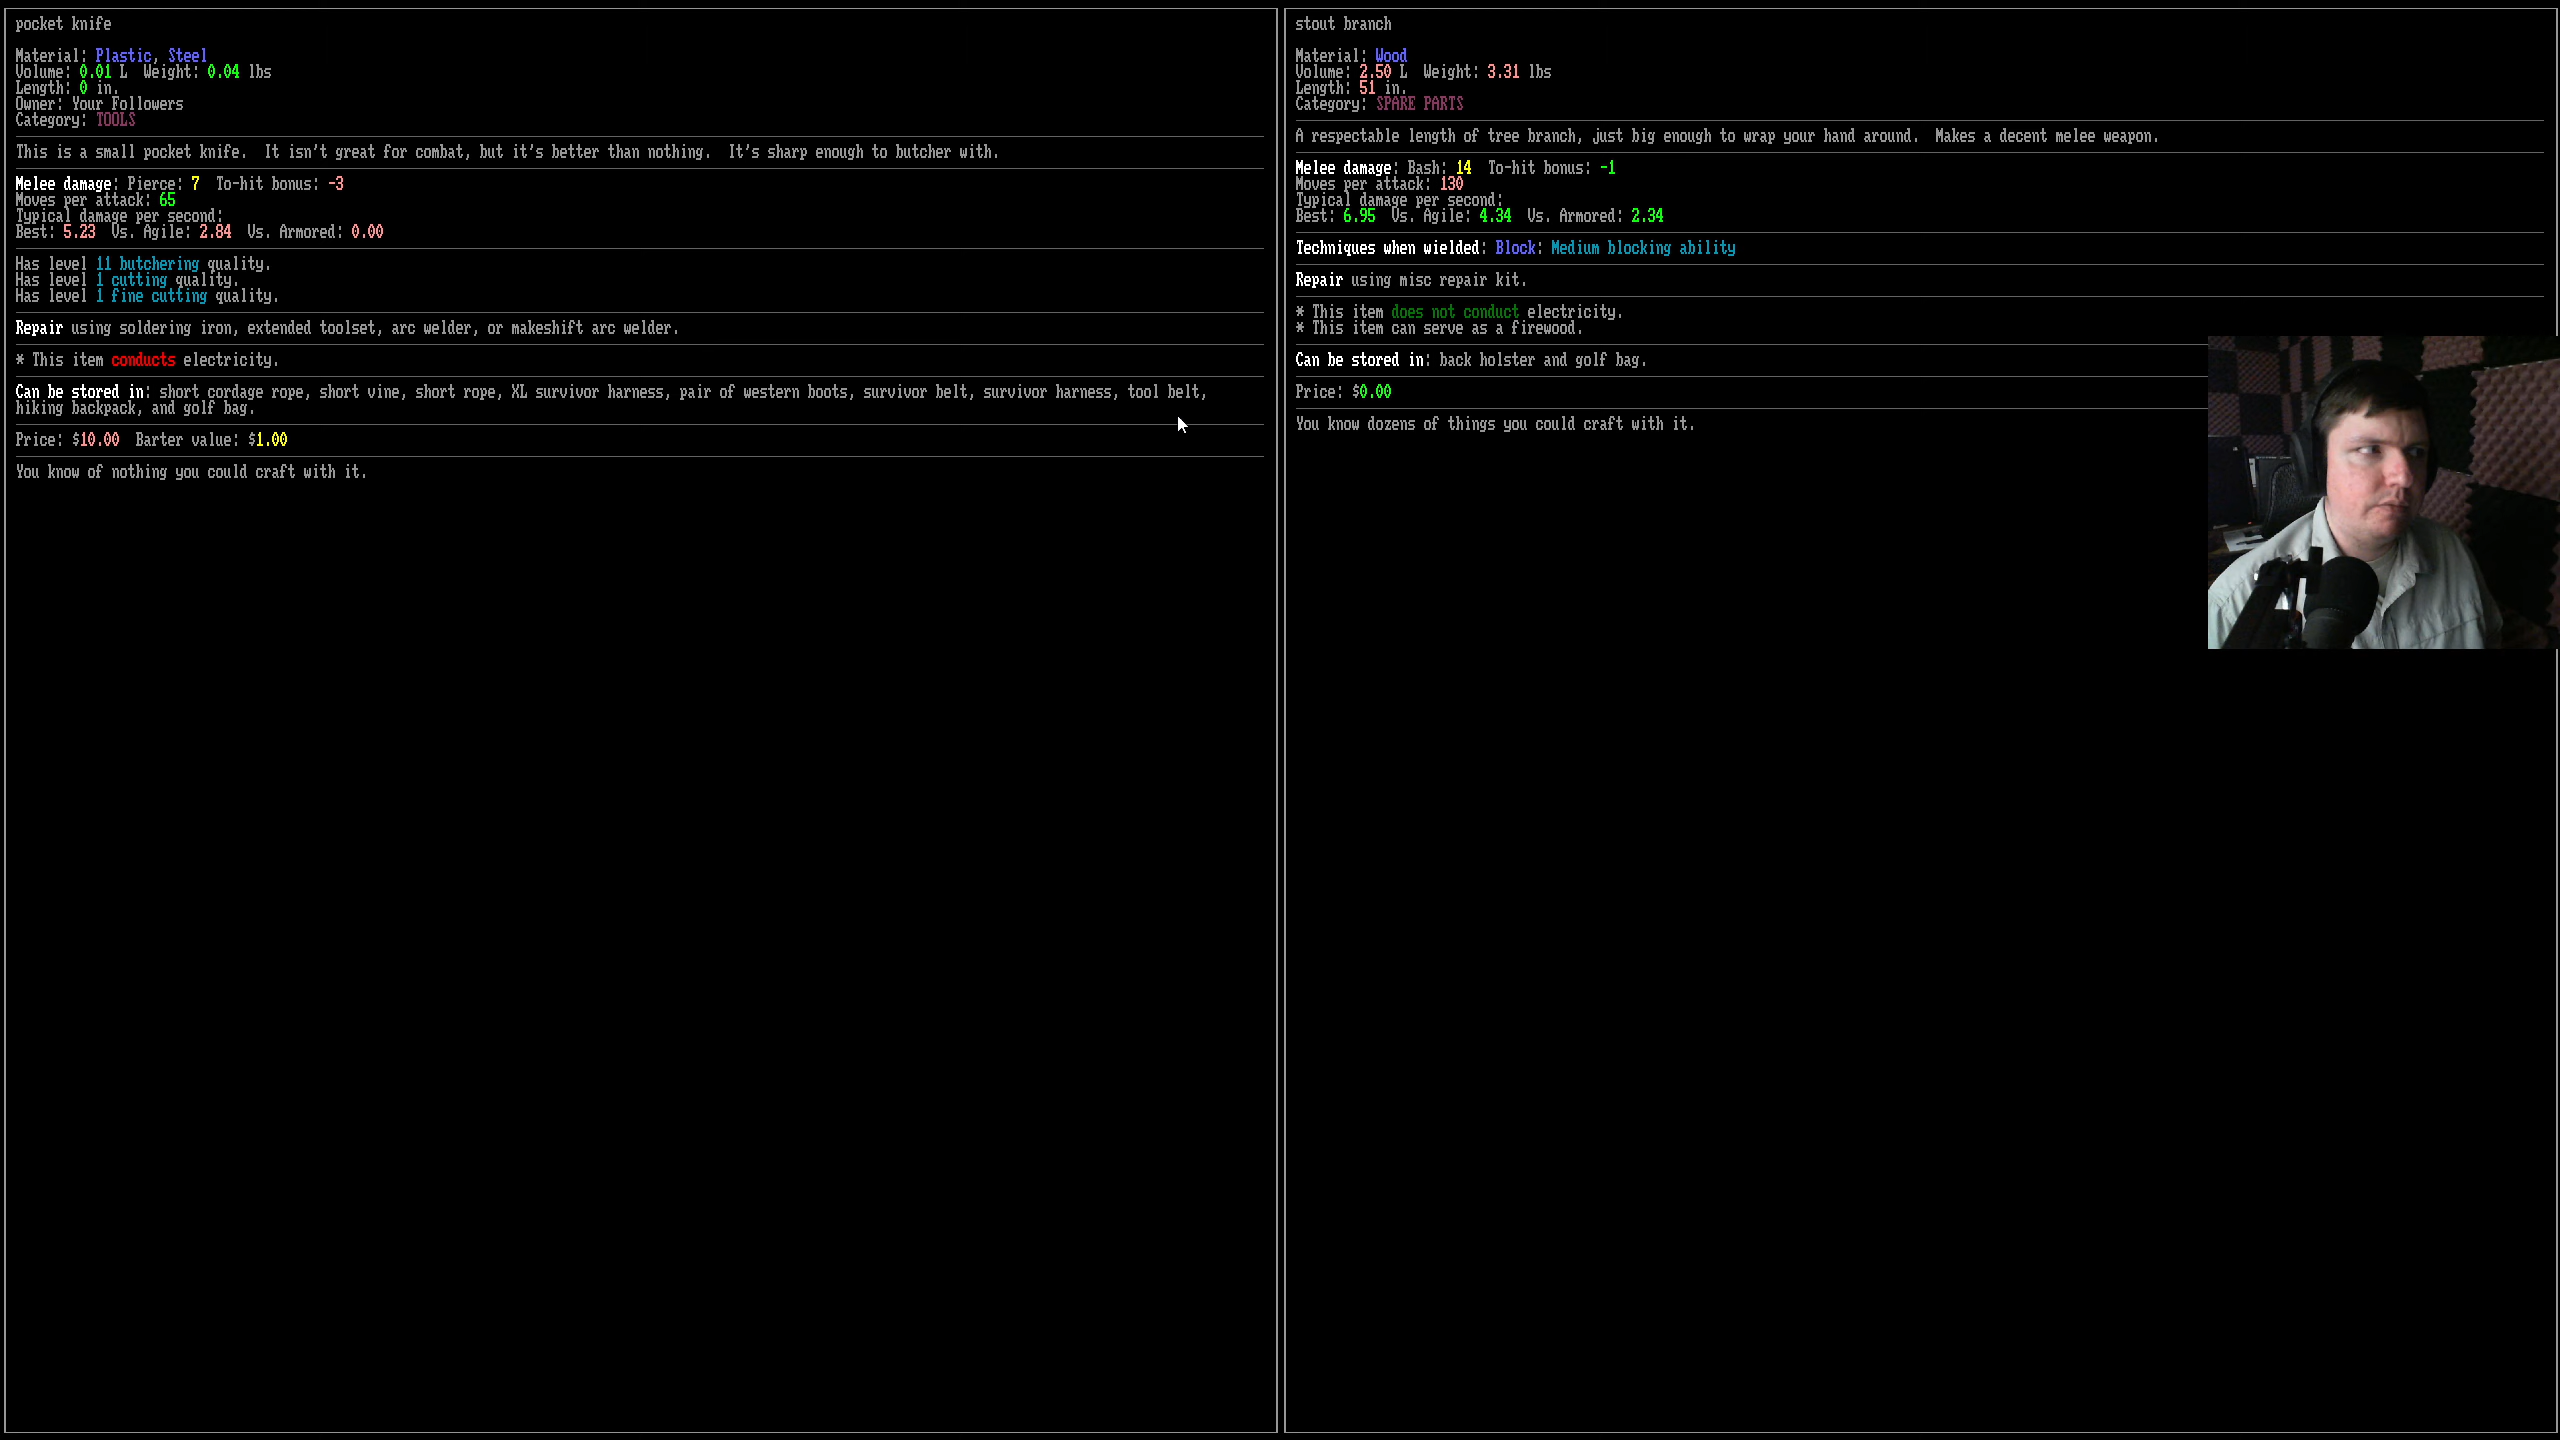 pocket knife
Material: Plastic, Steel
Volume: 0.01 L  Weight: 0.04 lbs
Length: 0 in.
Owner: Your Followers
Category: TOOLS
This is a small pocket knife.  It isn't great for combat, but it's better than nothing.  It's sharp enough to butcher with.
Melee damage: Pierce: 7  To-hit bonus: -3
Moves per attack: 65
Typical damage per second:
Best: 5.23  Vs. Agile: 2.84  Vs. Armored: 0.00
Has level 11 butchering quality.
Has level 1 cutting quality.
Has level 1 fine cutting quality.
Repair using soldering iron, extended toolset, arc welder, or makeshift arc welder.
* This item conducts electricity.
Can be stored in: short cordage rope, short vine, short rope, XL survivor harness, pair of western boots, survivor belt, survivor harness, tool belt,
hiking backpack, and golf bag.
Price: $10.00  Barter value: $1.00
You know of nothing you could craft with it.
stout branch
Material: Wood
Volume: 2.50 L  Weight: 3.31 lbs
Length: 51 in.
Category: SPARE PARTS
A respectable length of tree branch, just big enough to wrap your hand around.  Makes a decent melee weapon.
Melee damage: Bash: 14  To-hit bonus: -1
Moves per attack: 130
Typical damage per second:
Best: 6.95  Vs. Agile: 4.34  Vs. Armored: 2.34
Techniques when wielded: Block: Medium blocking ability
Repair using misc repair kit.
* This item does not conduct electricity.
* This item can serve as a firewood.
Can be stored in: back holster and golf bag.
Price: $0.00
You know dozens of things you could craft with it.